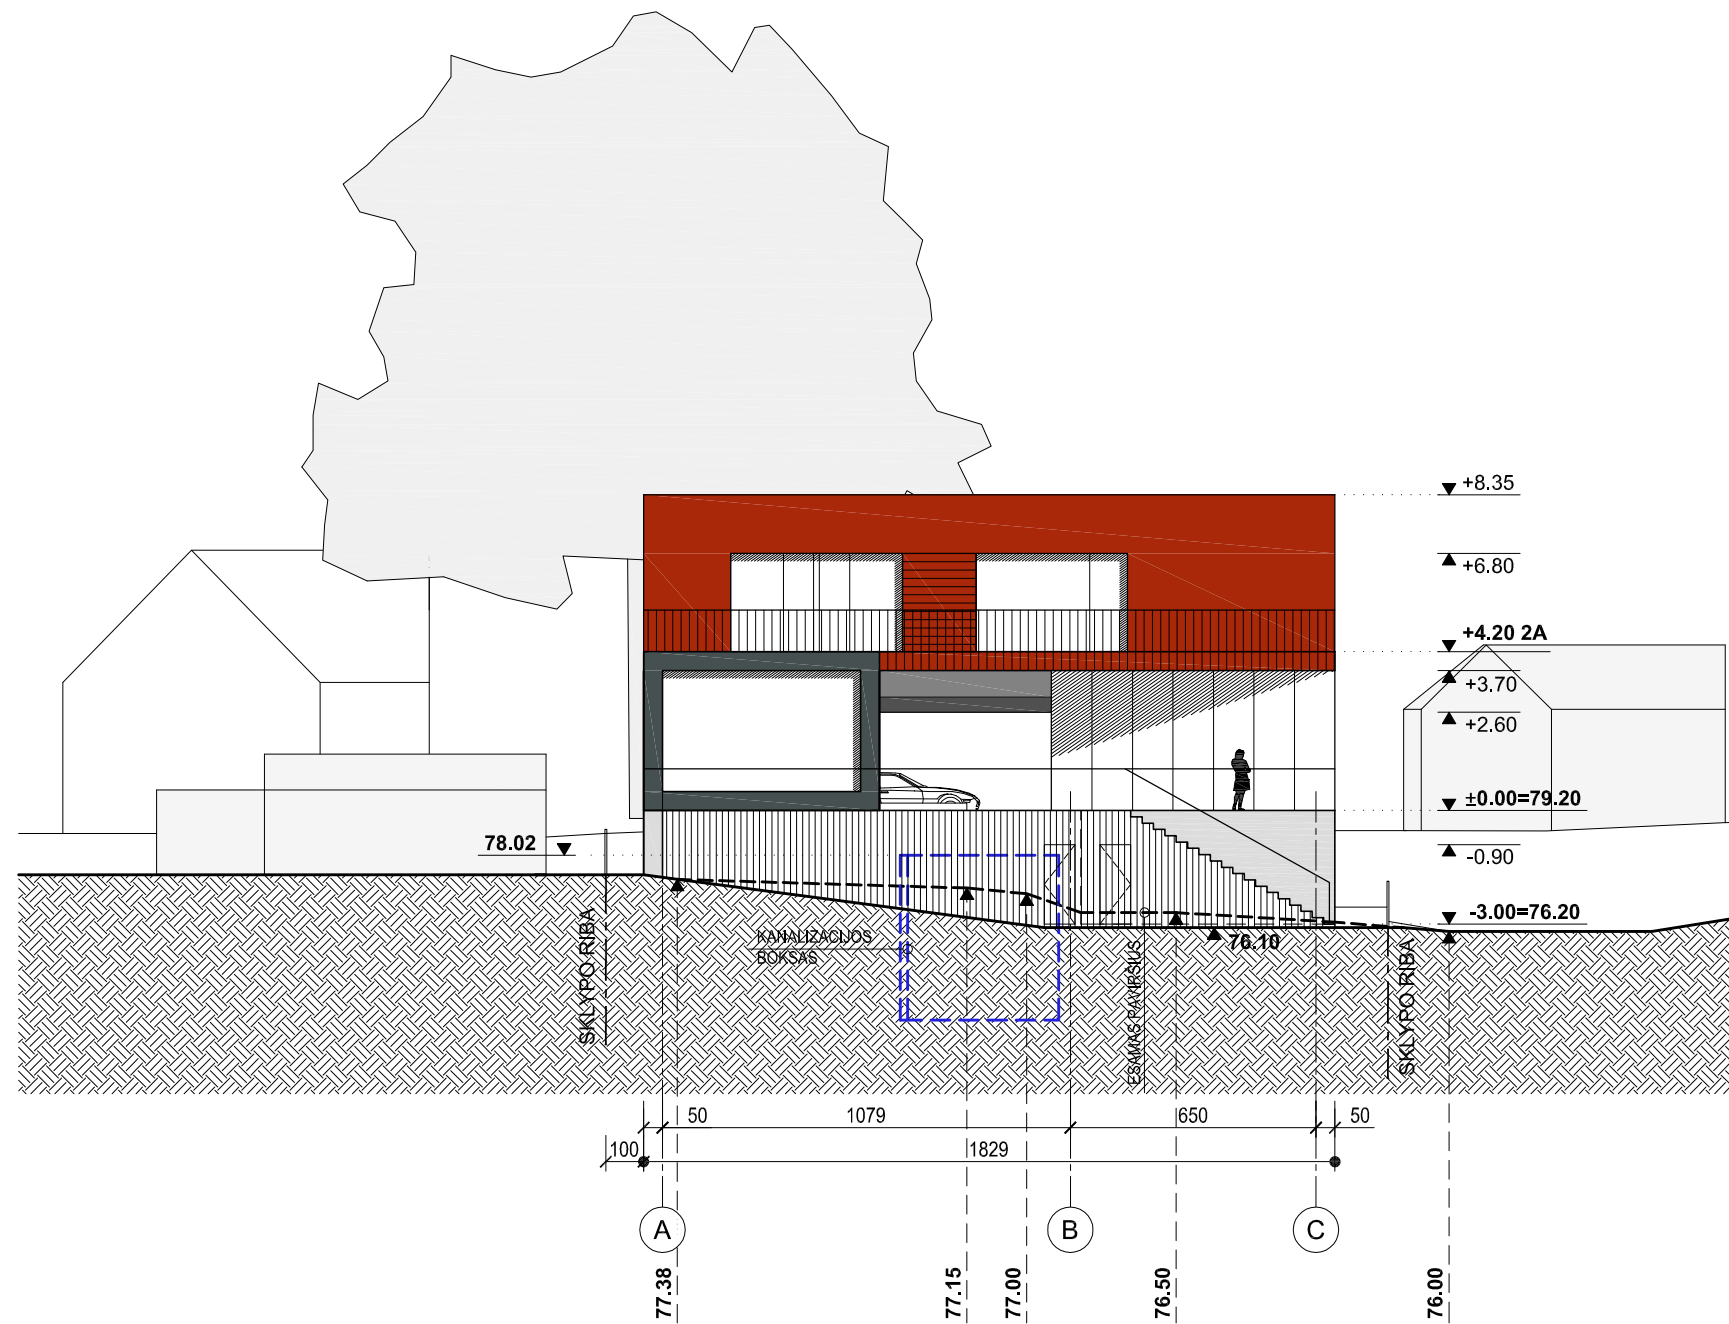 +8.35
+6.80
+4.20 2A
+3.70
+2.60
±0.00=79.20
78.02
-0.90
-3.00=76.20
KANALIZACIJOS
BOKSAS
76.10
SKLYPO RIBA
ESAMAS PAVIRŠIUS
SKLYPO RIBA
50 1079 650 50
100 1829
A B C
77.38 77.15 77.00 76.50 76.00